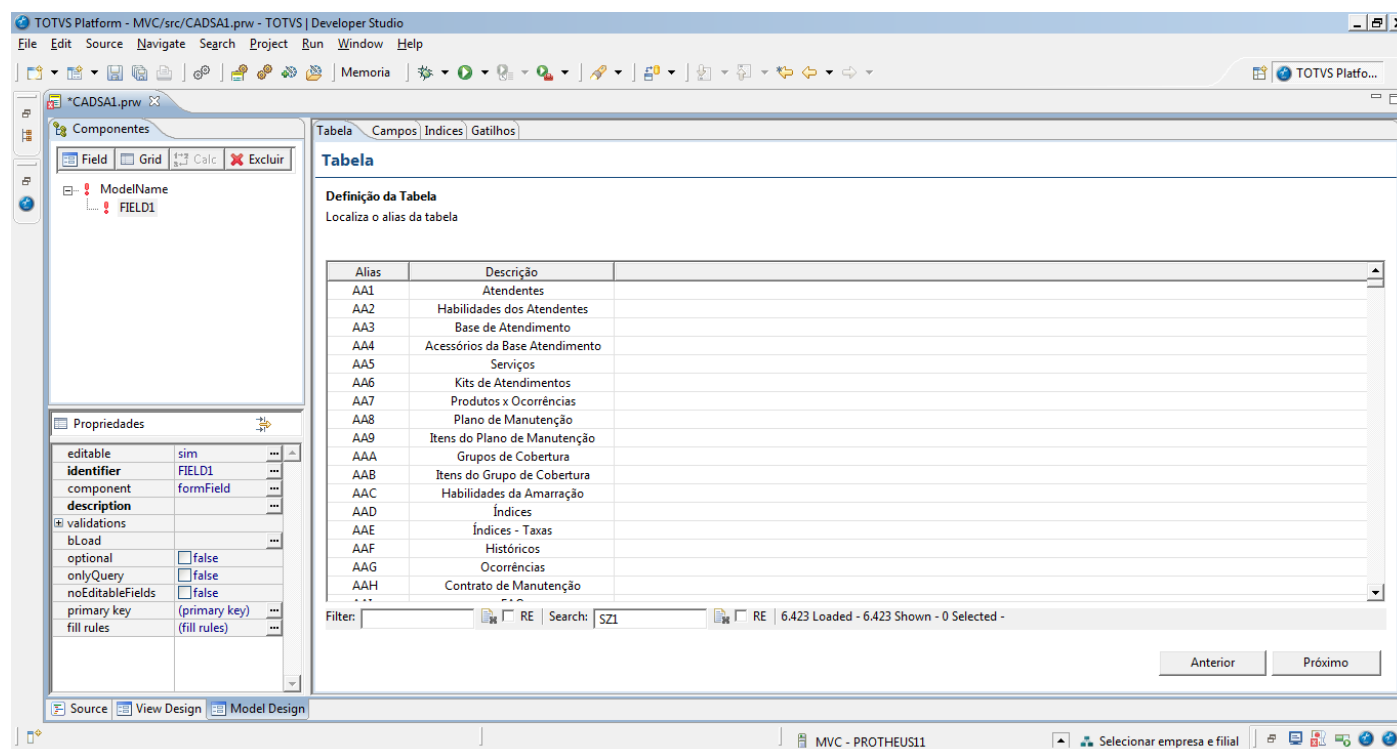 TOTVS Platform - MVC/src/CADSA1.prw - TOTVS | Developer Studio
File Edit Source Navigate Search Project Run Window Help
Memoria
TOTVS Platfo...
*CADSA1.prw
Componentes
Field Grid Calc Excluir
ModelName
FIELD1
Tabela Campos Indices Gatilhos
Tabela
Definição da Tabela
Localiza o alias da tabela
Alias Descrição
AA1 Atendentes
AA2 Habilidades dos Atendentes
AA3 Base de Atendimento
AA4 Acessórios da Base Atendimento
AA5 Serviços
AA6 Kits de Atendimentos
AA7 Produtos x Ocorrências
AA8 Plano de Manutenção
AA9 Itens do Plano de Manutenção
AAA Grupos de Cobertura
AAB Itens do Grupo de Cobertura
AAC Habilidades da Amarração
AAD Índices
AAE Índices - Taxas
AAF Históricos
AAG Ocorrências
AAH Contrato de Manutenção
Filter: RE Search: SZ1 RE 6.423 Loaded - 6.423 Shown - 0 Selected -
Anterior Próximo
Propriedades
editable sim ...
identifier FIELD1 ...
component formField ...
description ...
validations
bLoad ...
optional false
onlyQuery false
noEditableFields false
primary key (primary key) ...
fill rules (fill rules) ...
Source View Design Model Design
MVC - PROTHEUS11
Selecionar empresa e filial